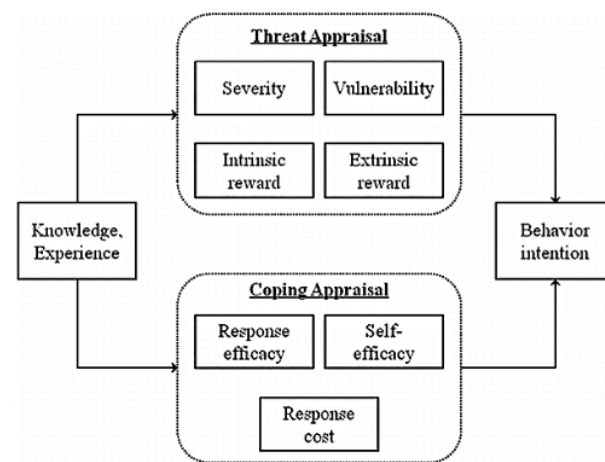 Threat Appraisal
Severity
Vulnerability
Intrinsic
reward
Extrinsic
reward
Knowledge、
Experience
Behavior
intention
Coping Appraisal
Response
efficacy
Self-
efficacy
Response
cost